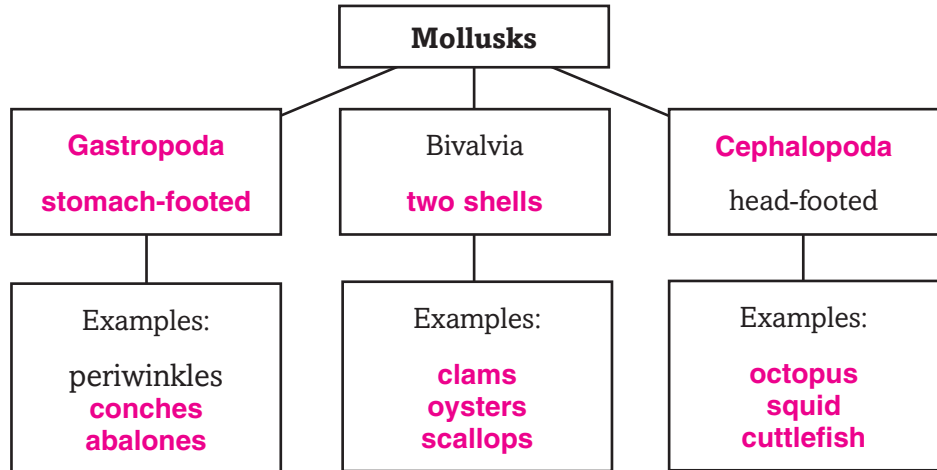 Mollusks
Gastropoda
stomach-footed
Bivalvia
two shells
Cephalopoda
head-footed
Examples:
periwinkles
conches
abalones
Examples:
clams
oysters
scallops
Examples:
octopus
squid
cuttlefish